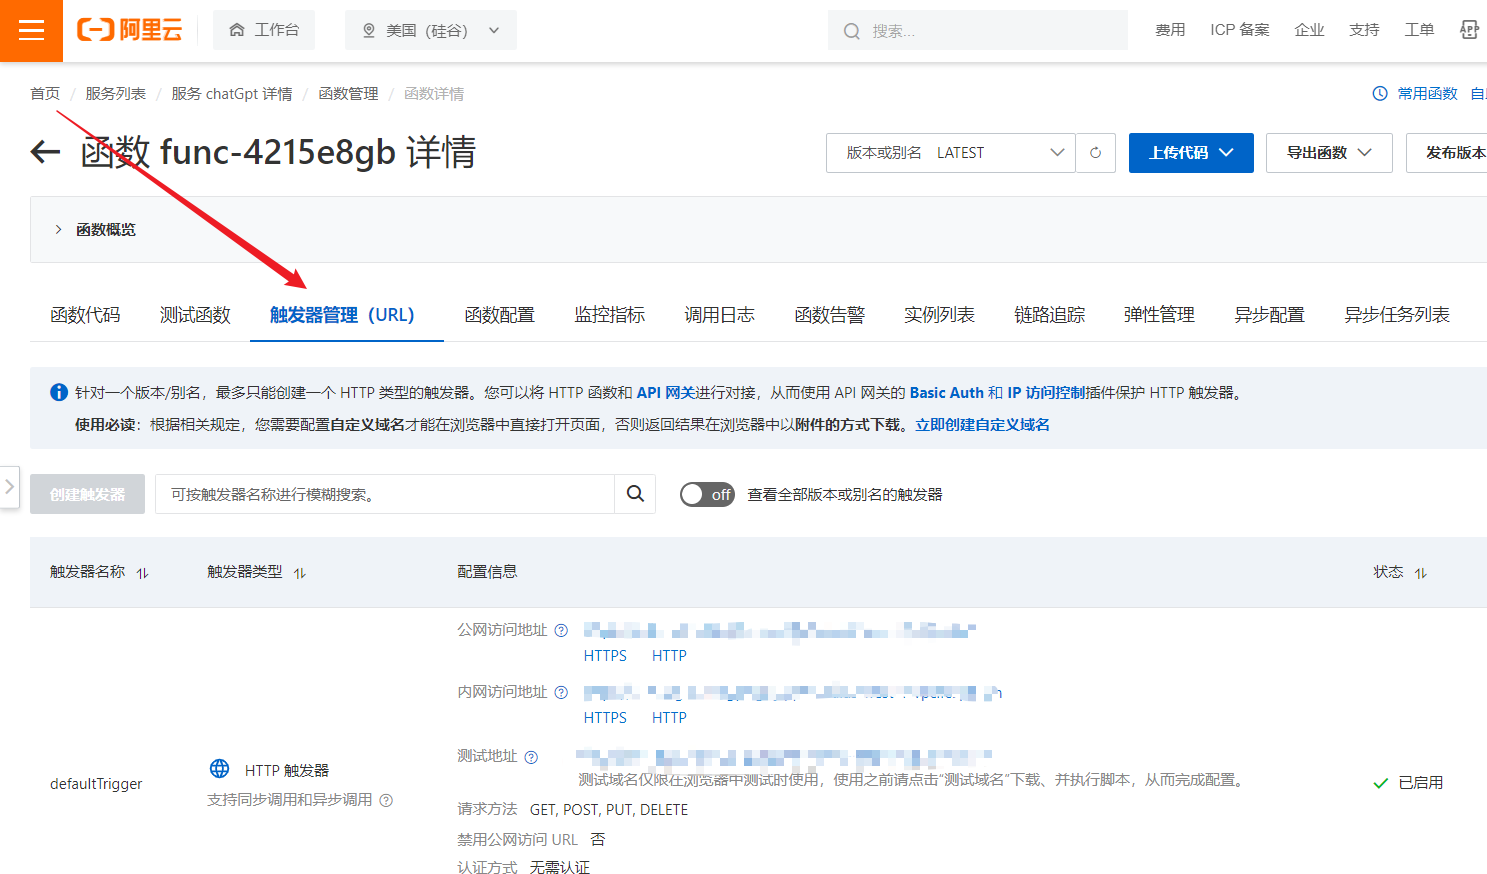 阿里云 工作台 美国（硅谷） 搜索... 费用 ICP 备案 企业 支持 工单 APP
首页 / 服务列表 / 服务 chatGpt 详情 / 函数管理 / 函数详情 常用函数
函数 func-4215e8gb 详情 版本或别名 LATEST 上传代码 导出函数 发布版本
函数概览
函数代码 测试函数 触发器管理（URL） 函数配置 监控指标 调用日志 函数告警 实例列表 链路追踪 弹性管理 异步配置 异步任务列表
针对一个版本/别名，最多只能创建一个 HTTP 类型的触发器。您可以将 HTTP 函数和 API 网关进行对接，从而使用 API 网关的 Basic Auth 和 IP 访问控制插件保护 HTTP 触发器。
使用必读：根据相关规定，您需要配置自定义域名才能在浏览器中直接打开页面，否则返回结果在浏览器中以附件的方式下载。立即创建自定义域名
创建触发器 可按触发器名称进行模糊搜索。 off 查看全部版本或别名的触发器
触发器名称 触发器类型 配置信息 状态
公网访问地址
HTTPS HTTP
内网访问地址
HTTPS HTTP
测试地址
HTTP 触发器
测试域名仅限在浏览器中测试时使用，使用之前请点击“测试域名”下载、并执行脚本，从而完成配置。
defaultTrigger 已启用
支持同步调用和异步调用
请求方法 GET, POST, PUT, DELETE
禁用公网访问 URL 否
认证方式 无需认证